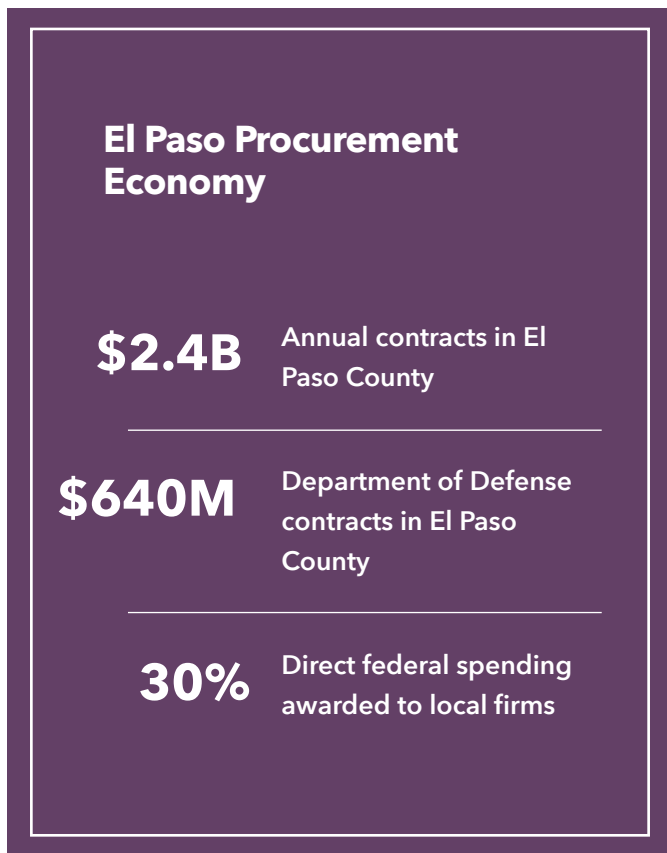 El Paso Procurement
Economy
$2.4B
Annual contracts in El
Paso County
$640M
Department of Defense
contracts in El Paso
County
30%
Direct federal spending
awarded to local firms